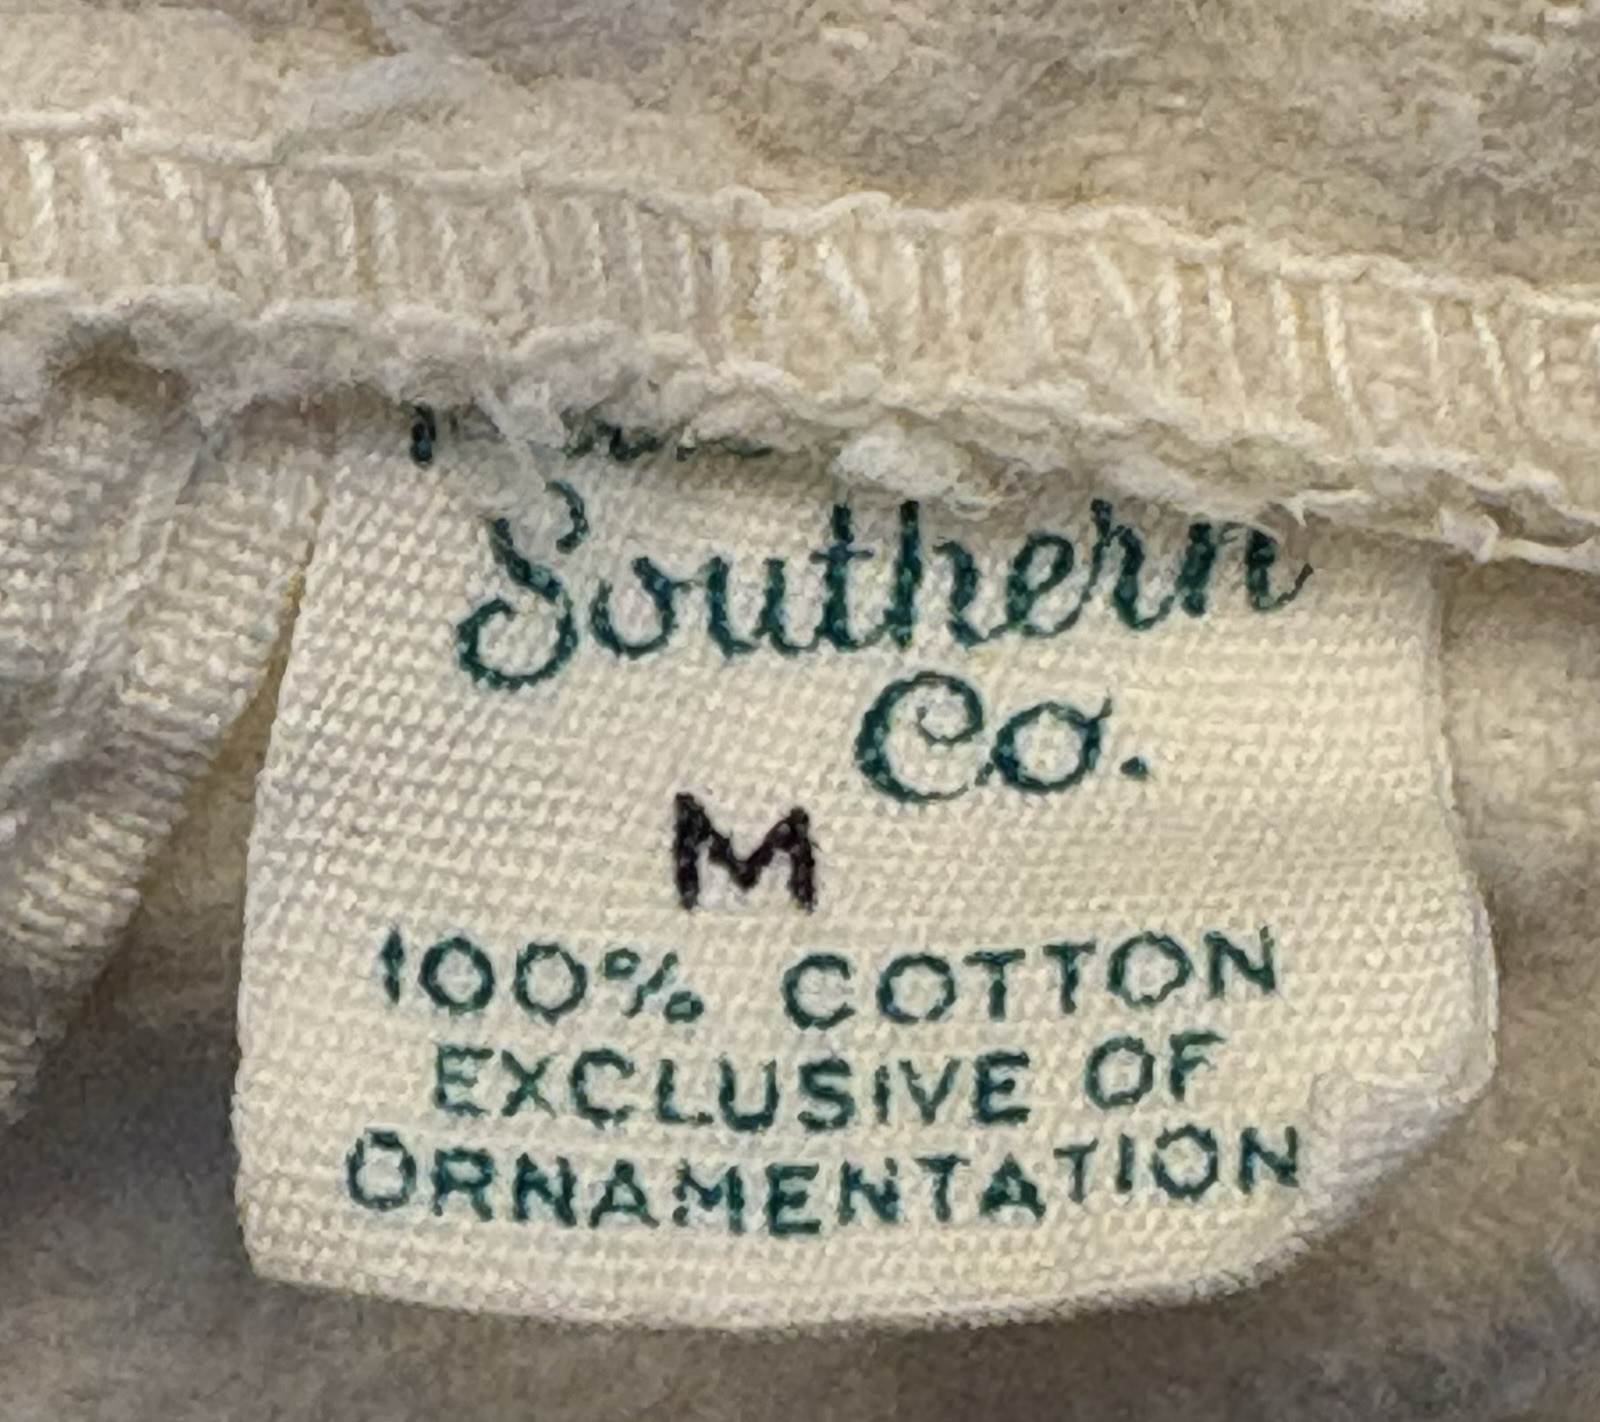 Southern
Co.
M
100% COTTON
EXCLUSIVE OF
ORNAMENTATION